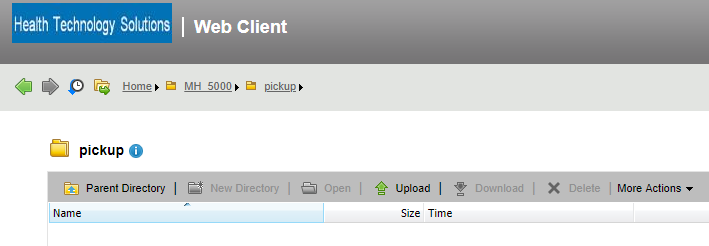 Health Technology Solutions | Web Client
Home MH_5000 pickup
pickup
Parent Directory | New Directory | Open | Upload | Download | Delete | More Actions
Name Size Time